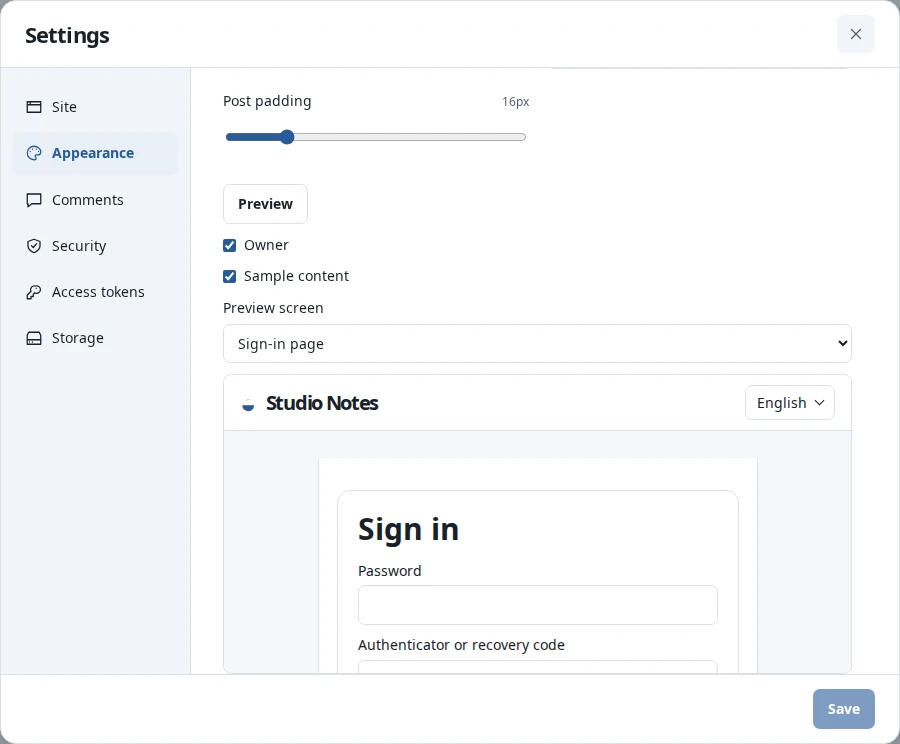 Settings
Site
Appearance
Comments
Security
Access tokens
Storage
Post padding
16px
Preview
Owner
Sample content
Preview screen
Sign-in page
Studio Notes
English
Sign in
Password
Authenticator or recovery code
Save